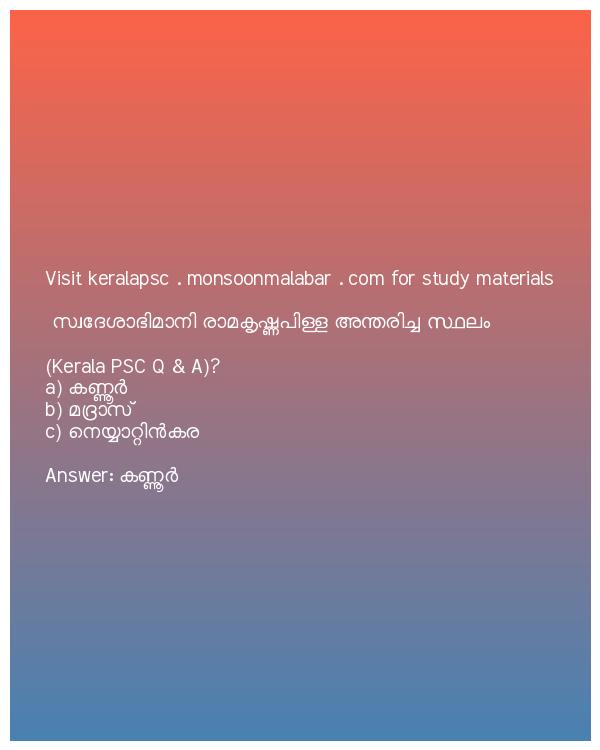 Visit keralapsc . monsoonmalabar . com for study materials
സ്വദേശാഭിമാനി രാമകൃഷ്ണപിള്ള അന്തരിച്ച സ്ഥലം
(Kerala PSC Q & A)?
a) കണ്ണൂർ
b) മദ്രാസ്
c) നെയ്യാറ്റിൻകര
Answer: കണ്ണൂർ